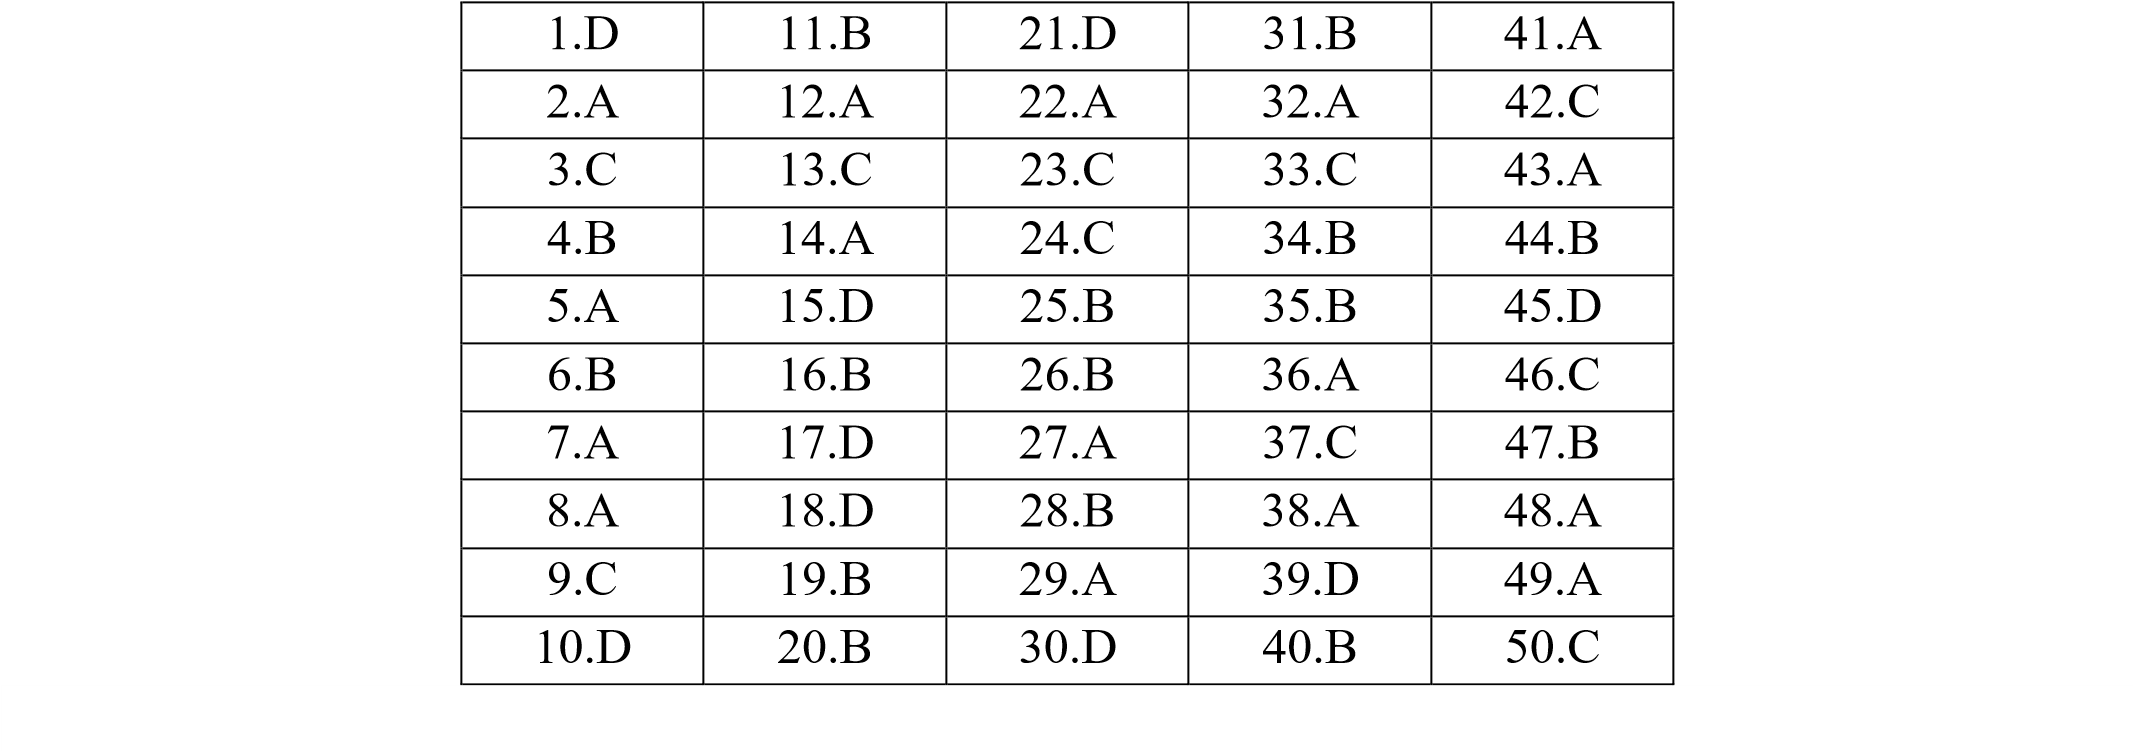 1.D 11.B 21.D 31.B 41.A
2.A 12.A 22.A 32.A 42.C
3.C 13.C 23.C 33.C 43.A
4.B 14.A 24.C 34.B 44.B
5.A 15.D 25.B 35.B 45.D
6.B 16.B 26.B 36.A 46.C
7.A 17.D 27.A 37.C 47.B
8.A 18.D 28.B 38.A 48.A
9.C 19.B 29.A 39.D 49.A
10.D 20.B 30.D 40.B 50.C